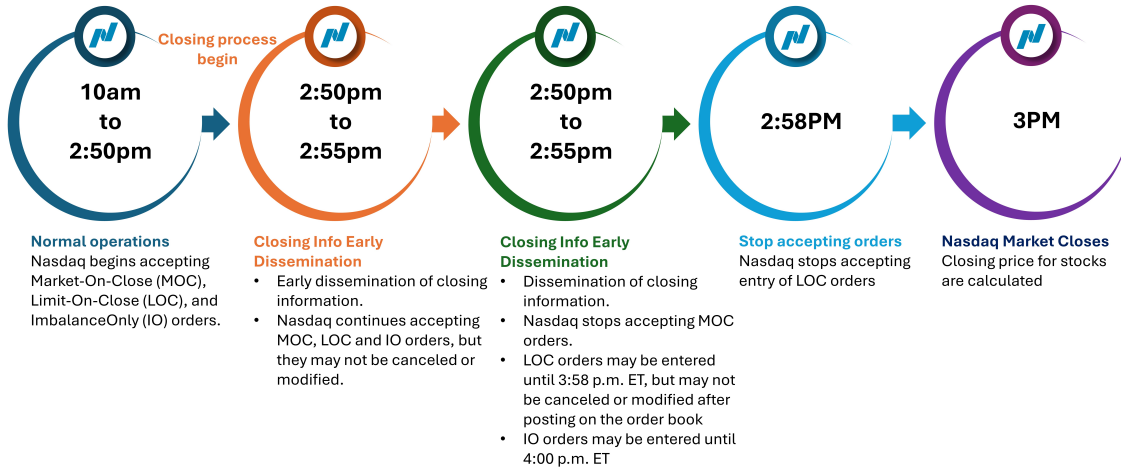 Closing process
begin
10am
to
2:50pm
2:50pm
to
2:55pm
2:50pm
to
2:55pm
2:58PM
3PM
Normal operations
Nasdaq begins accepting
Market-On-Close (MOC),
Limit-On-Close (LOC), and
ImbalanceOnly (IO) orders.
Closing Info Early
Dissemination
• Early dissemination of closing
information.
• Nasdaq continues accepting
MOC, LOC and IO orders, but
they may not be canceled or
modified.
Closing Info Early
Dissemination
• Dissemination of closing
information.
• Nasdaq stops accepting MOC
orders.
• LOC orders may be entered
until 3:58 p.m. ET, but may not
be canceled or modified after
posting on the order book
• IO orders may be entered until
4:00 p.m. ET
Stop accepting orders
Nasdaq stops accepting
entry of LOC orders
Nasdaq Market Closes
Closing price for stocks
are calculated